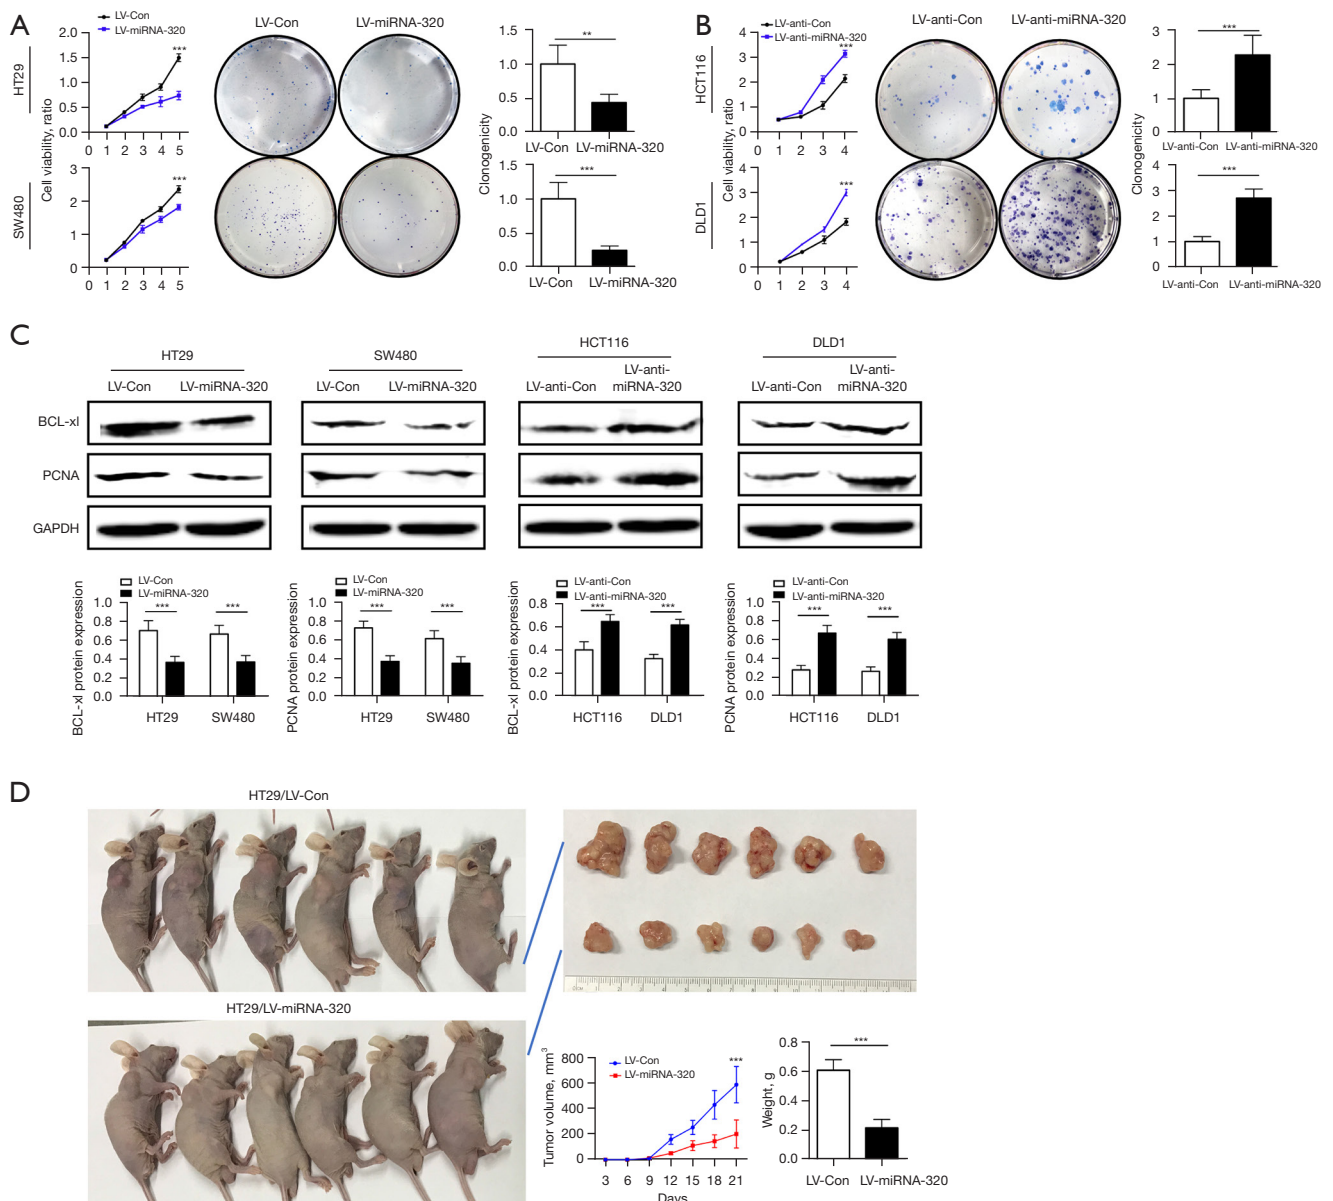 A
LV-Con
LV-miRNA-320
HT29
Cell viability, ratio
2.0
1.5
1.0
0.5
0.0
***
0 1 2 3 4 5
SW480
3
2
1
0
***
0 1 2 3 4 5
LV-Con
LV-miRNA-320
Clonogenicity
1.5
1.0
0.5
0.0
**
LV-Con LV-miRNA-320
1.5
1.0
0.5
0.0
***
LV-Con LV-miRNA-320
B
LV-anti-Con
LV-anti-miRNA-320
HCT116
Cell viability, ratio
4
3
2
1
0
***
0 1 2 3 4
DLD1
4
3
2
1
0
***
0 1 2 3 4
LV-anti-Con
LV-anti-miRNA-320
Clonogenicity
3
2
1
0
***
LV-anti-Con LV-anti-miRNA-320
4
3
2
1
0
***
LV-anti-Con LV-anti-miRNA-320
C
HT29
SW480
HCT116
DLD1
LV-Con LV-miRNA-320
LV-Con LV-miRNA-320
LV-anti-Con
LV-anti-
miRNA-320
LV-anti-Con
LV-anti-
miRNA-320
BCL-xl
PCNA
GAPDH
BCL-xl protein expression
LV-Con
LV-miRNA-320
1.0
0.8
0.6
0.4
0.2
0.0
*** ***
HT29 SW480
PCNA protein expression
LV-Con
LV-miRNA-320
1.0
0.8
0.6
0.4
0.2
0.0
*** ***
HT29 SW480
BCL-xl protein expression
LV-anti-Con
LV-anti-miRNA-320
0.8
0.6
0.4
0.2
0.0
*** ***
HCT116 DLD1
PCNA protein expression
LV-anti-Con
LV-anti-miRNA-320
1.0
0.8
0.6
0.4
0.2
0.0
*** ***
HCT116 DLD1
D
HT29/LV-Con
HT29/LV-miRNA-320
Tumor volume, mm³
LV-Con
LV-miRNA-320
800
600
400
200
0
***
3 6 9 12 15 18 21
Days
Weight, g
0.8
0.6
0.4
0.2
0.0
***
LV-Con LV-miRNA-320